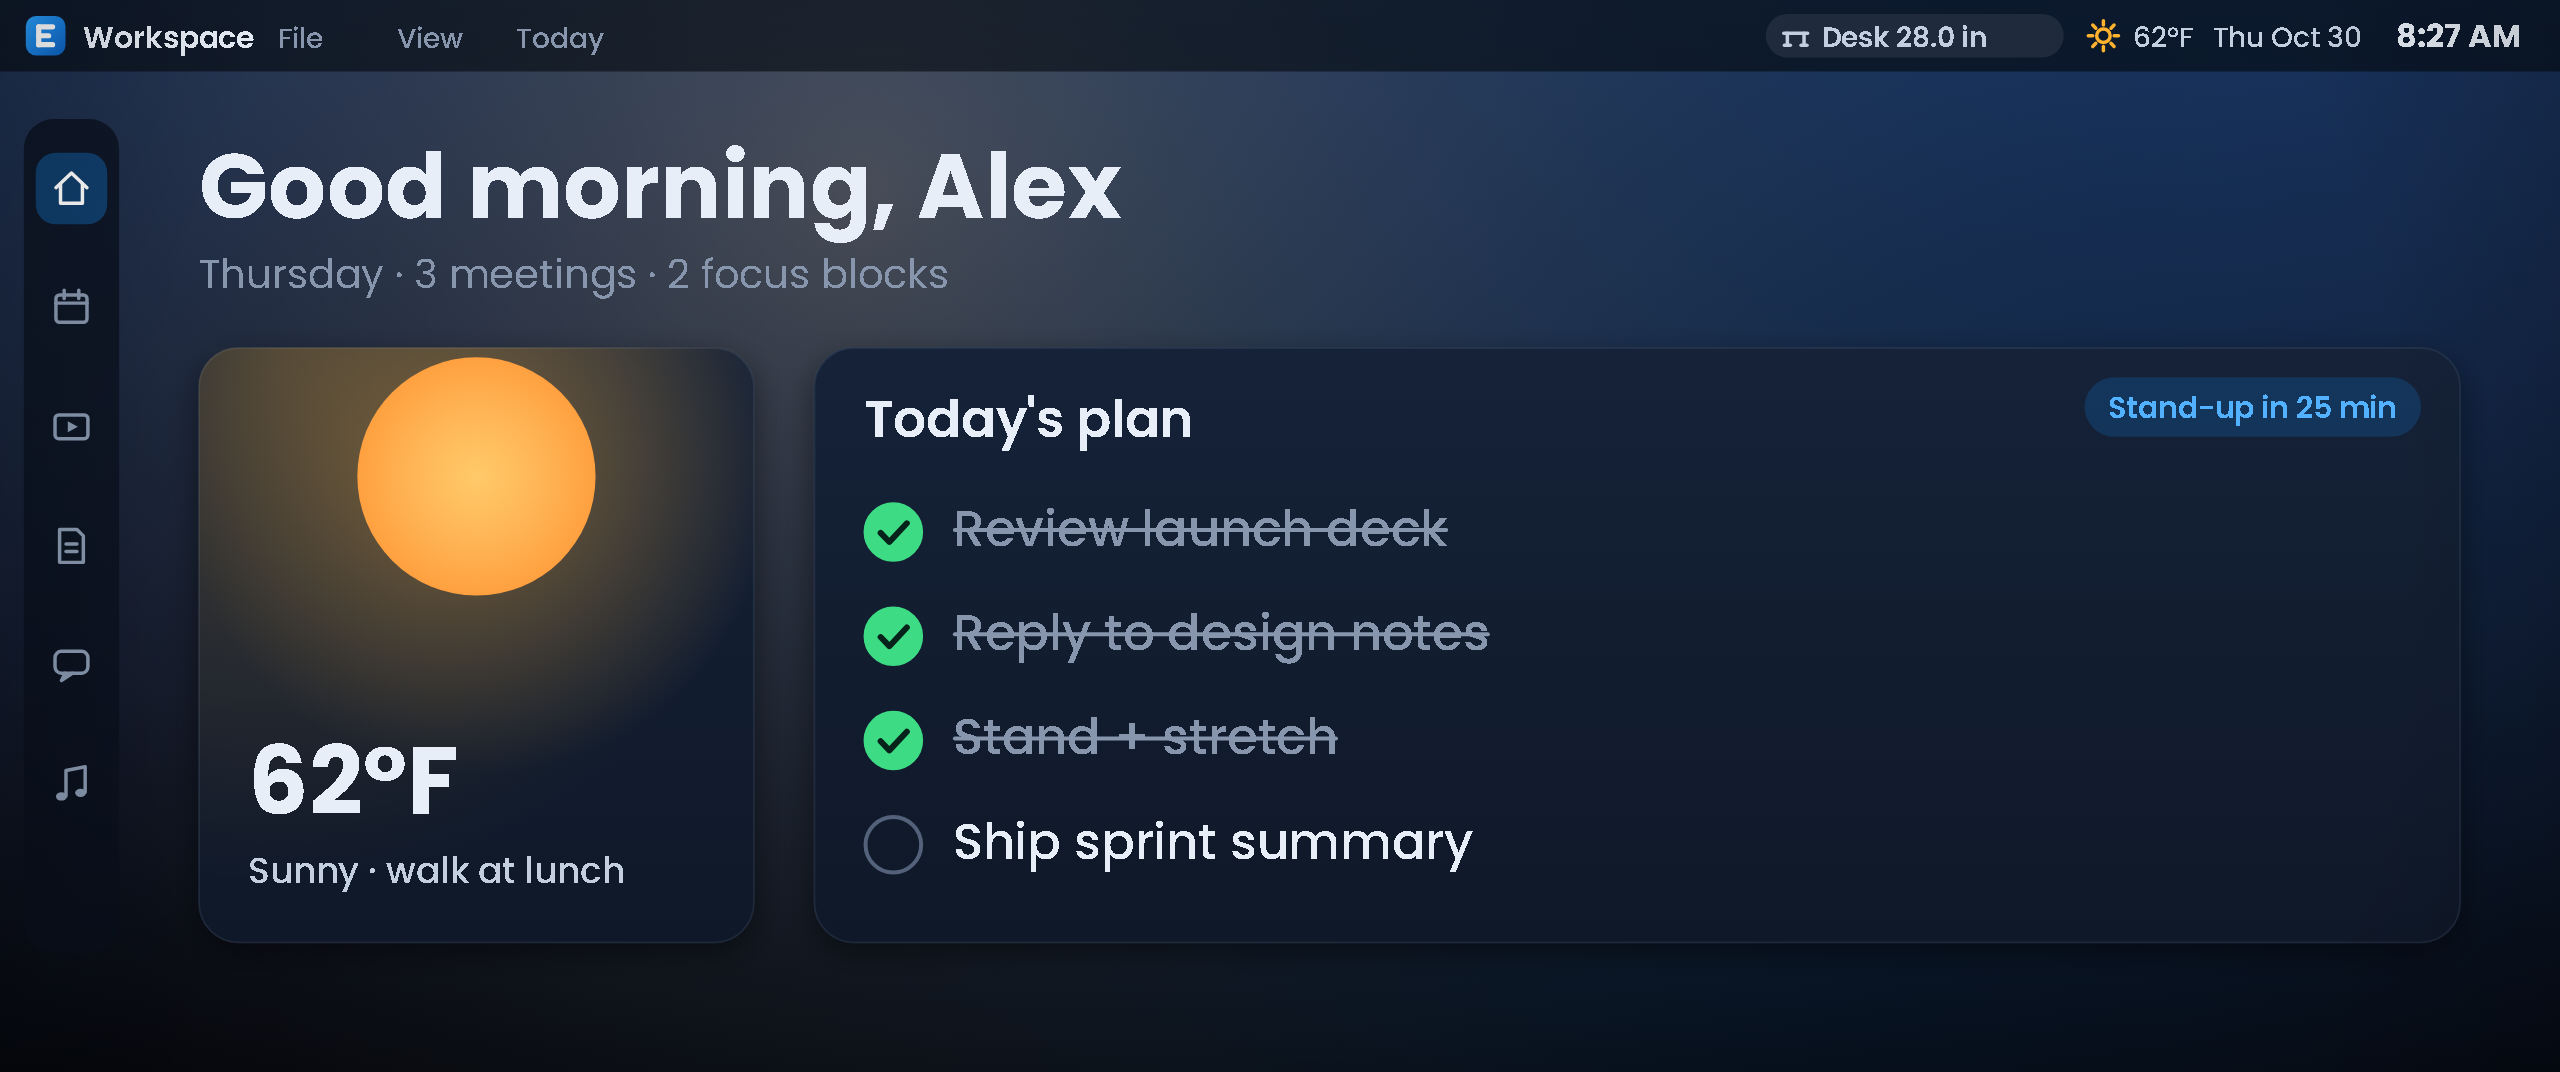 E Workspace File View Today Desk 28.0 in 62°F Thu Oct 30 8:27 AM
Good morning, Alex
Thursday · 3 meetings · 2 focus blocks
62°F
Sunny · walk at lunch
Today's plan
Stand-up in 25 min
Review launch deck
Reply to design notes
Stand + stretch
Ship sprint summary